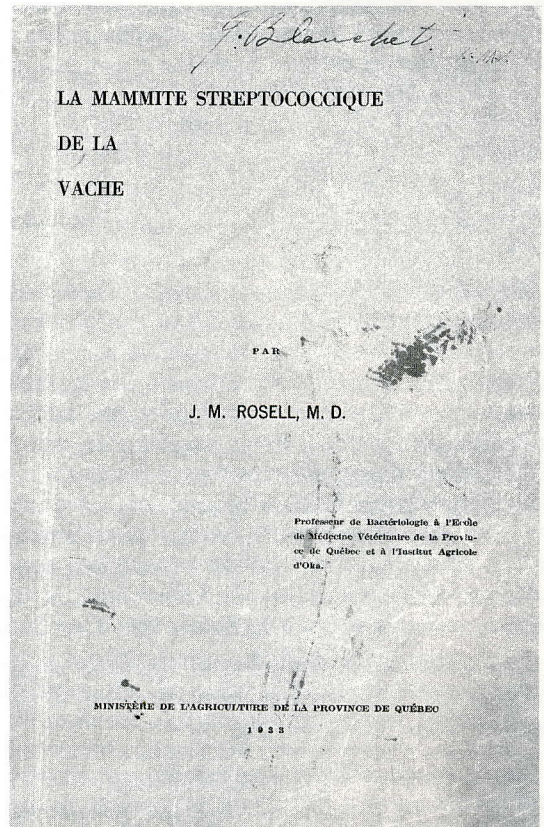 J. Blanchet.
LA MAMMITE STREPTOCOCCIQUE
DE LA
VACHE
PAR
J. M. ROSELL, M. D.
Professeur de Bactériologie à l'Ecole
de Médecine Vétérinaire de la Provin-
ce de Québec et à l'Institut Agricole
d'Oka.
MINISTÈRE DE L'AGRICULTURE DE LA PROVINCE DE QUÉBEC
1933